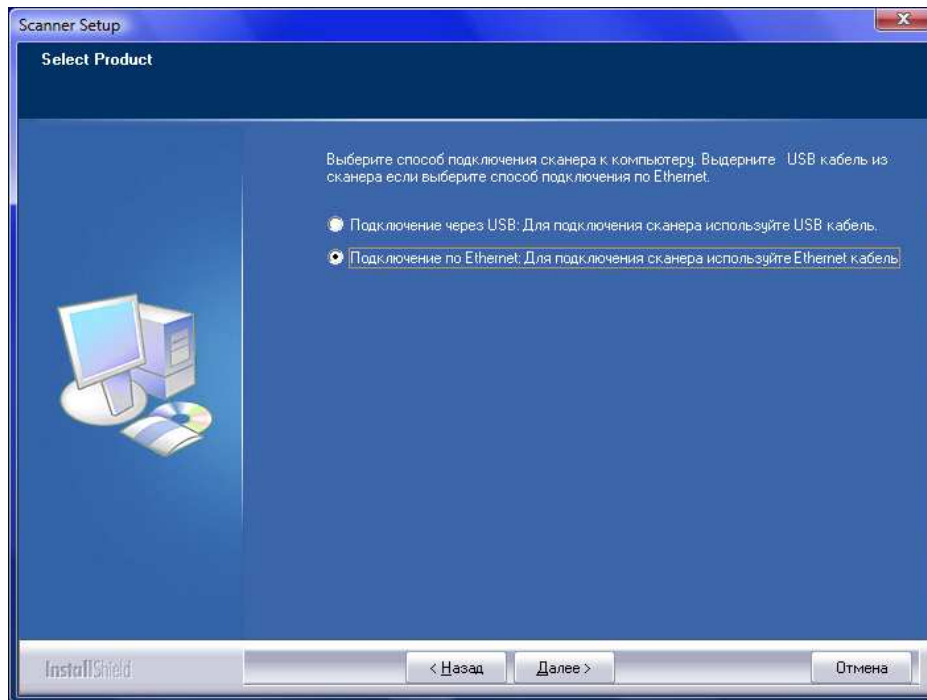 Scanner Setup
Select Product
Выберите способ подключения сканера к компьютеру. Выдерните USB кабель из
сканера если выберите способ подключения по Ethernet.
Подключение через USB: Для подключения сканера используйте USB кабель.
Подключение по Ethernet: Для подключения сканера используйте Ethernet кабель
InstallShield
< Назад
Далее >
Отмена